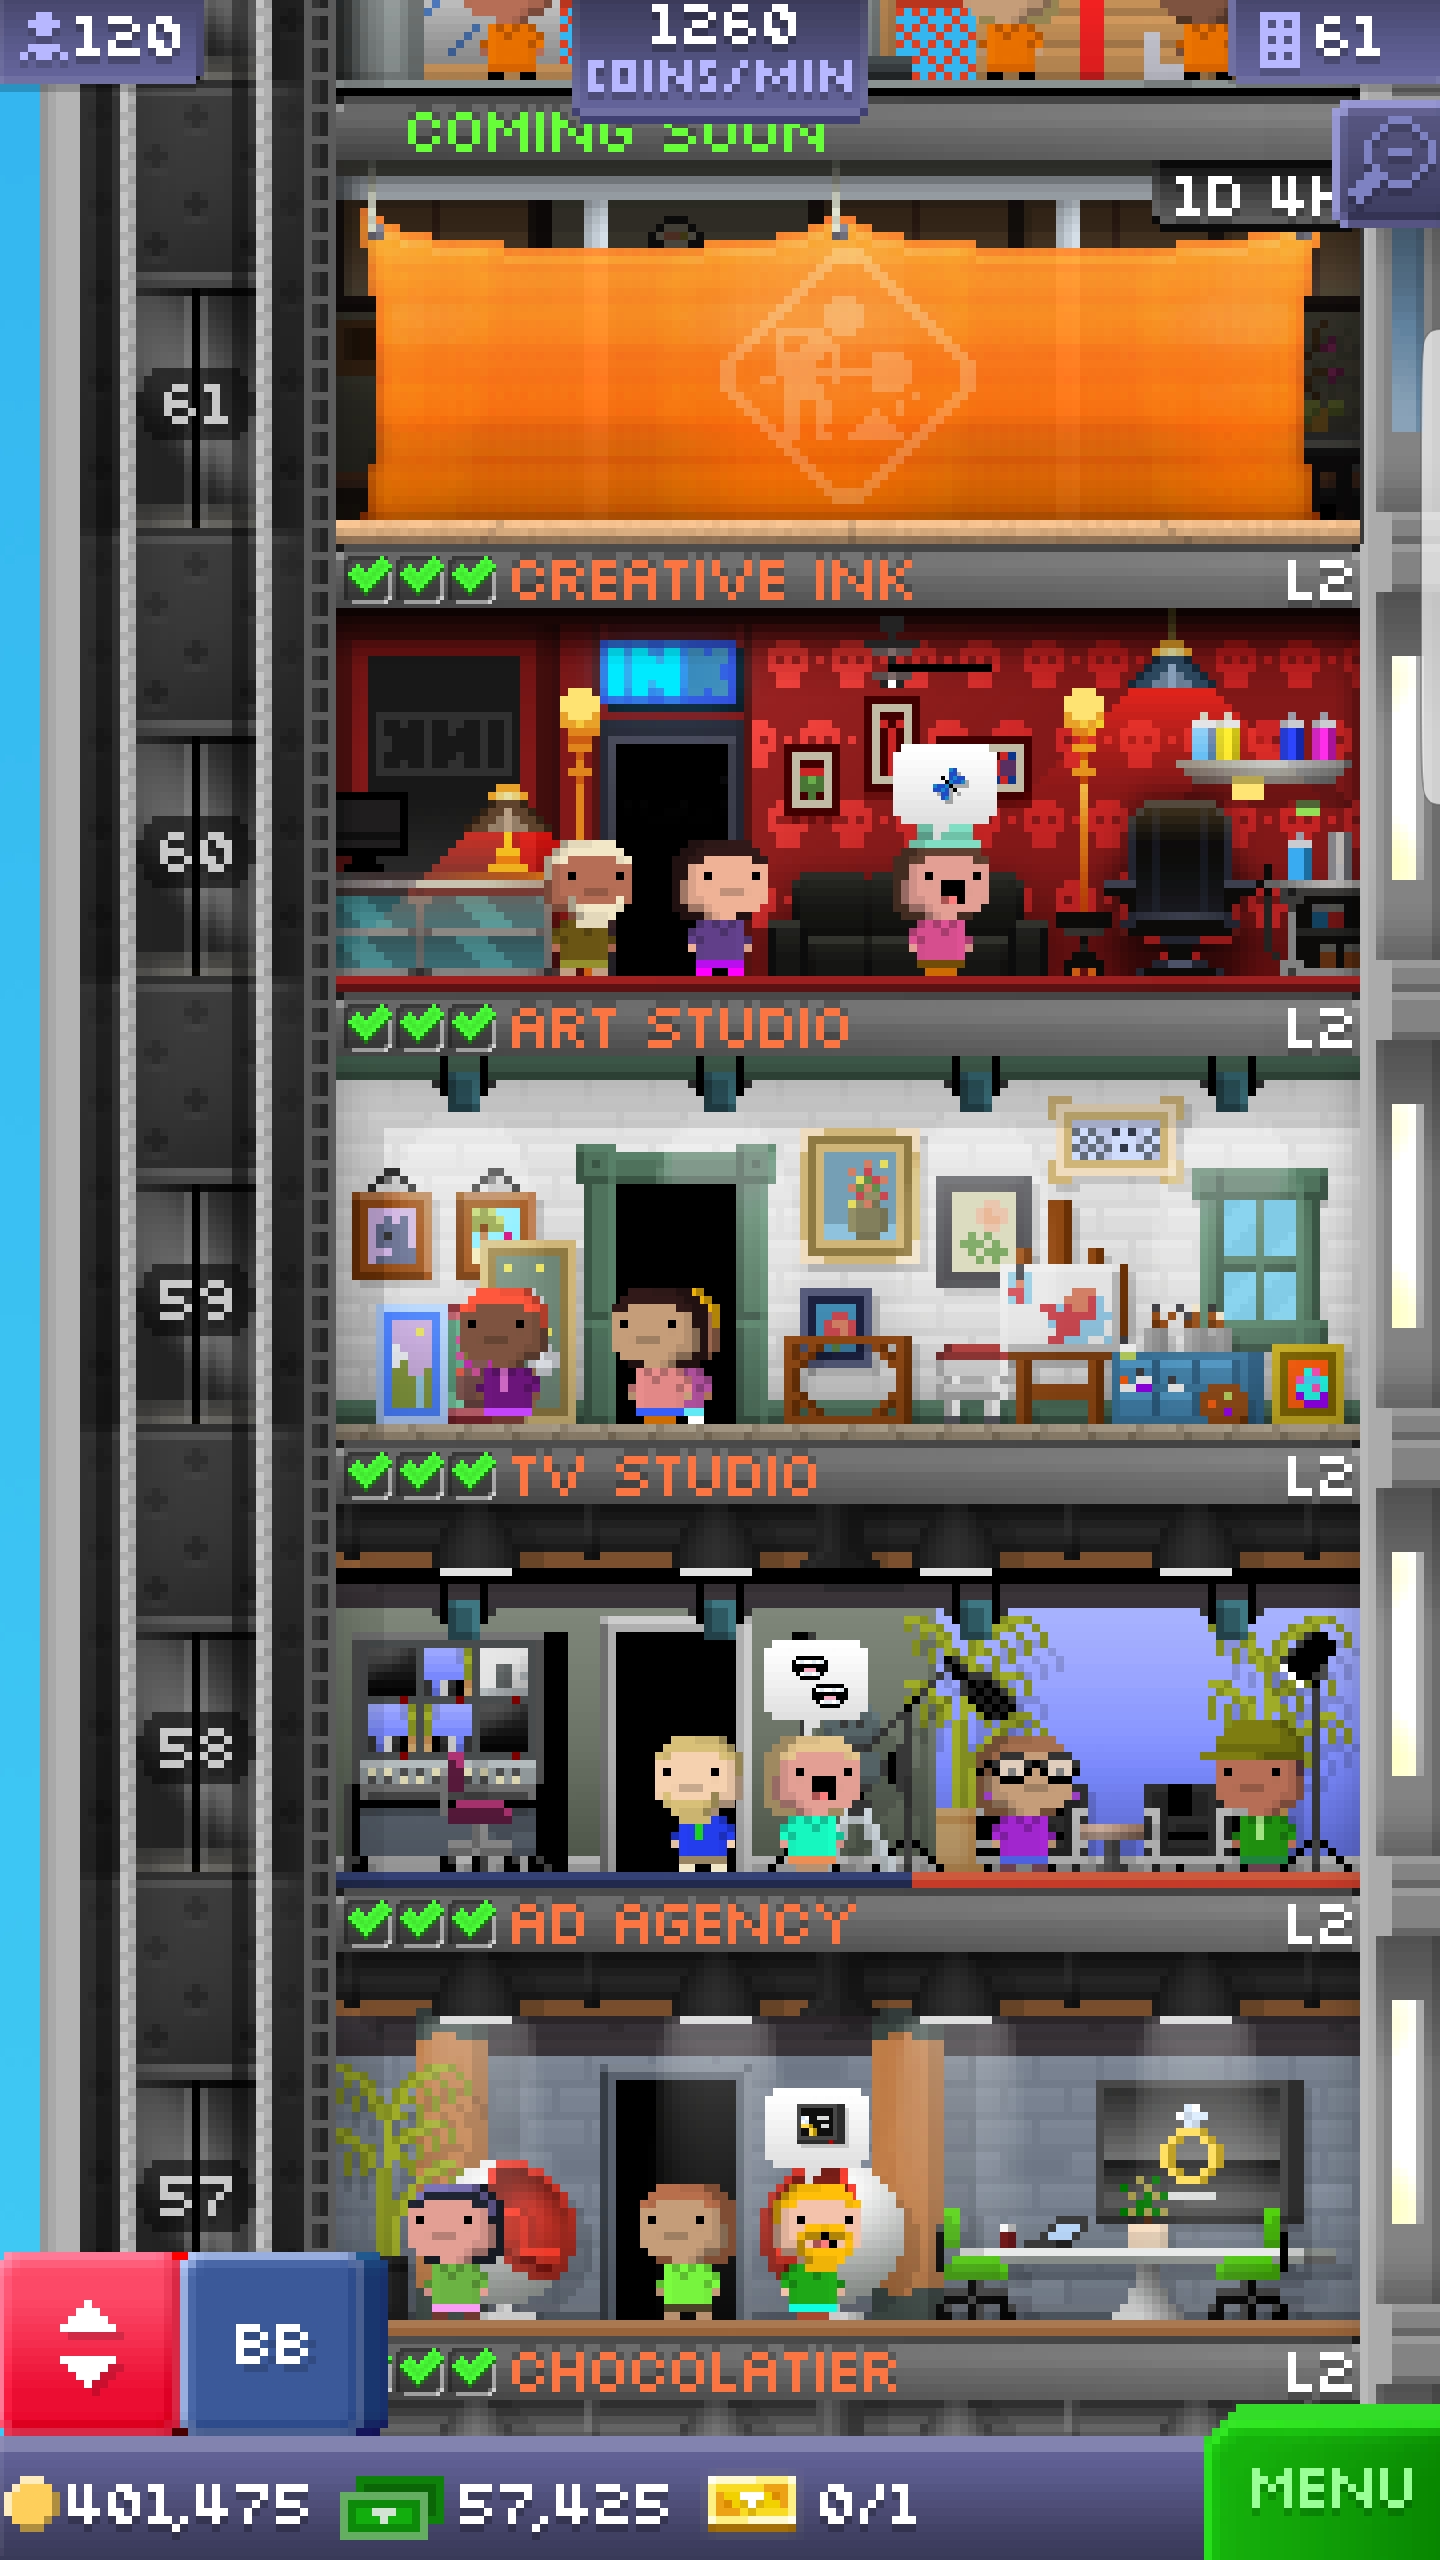 120
1260
COINS/MIN
61
COMING SOON
1D 4H
61
CREATIVE INK
L2
INK
60
ART STUDIO
L2
59
TV STUDIO
L2
58
AD AGENCY
L2
57
BB
CHOCOLATIER
L2
401,475
57,425
0/1
MENU